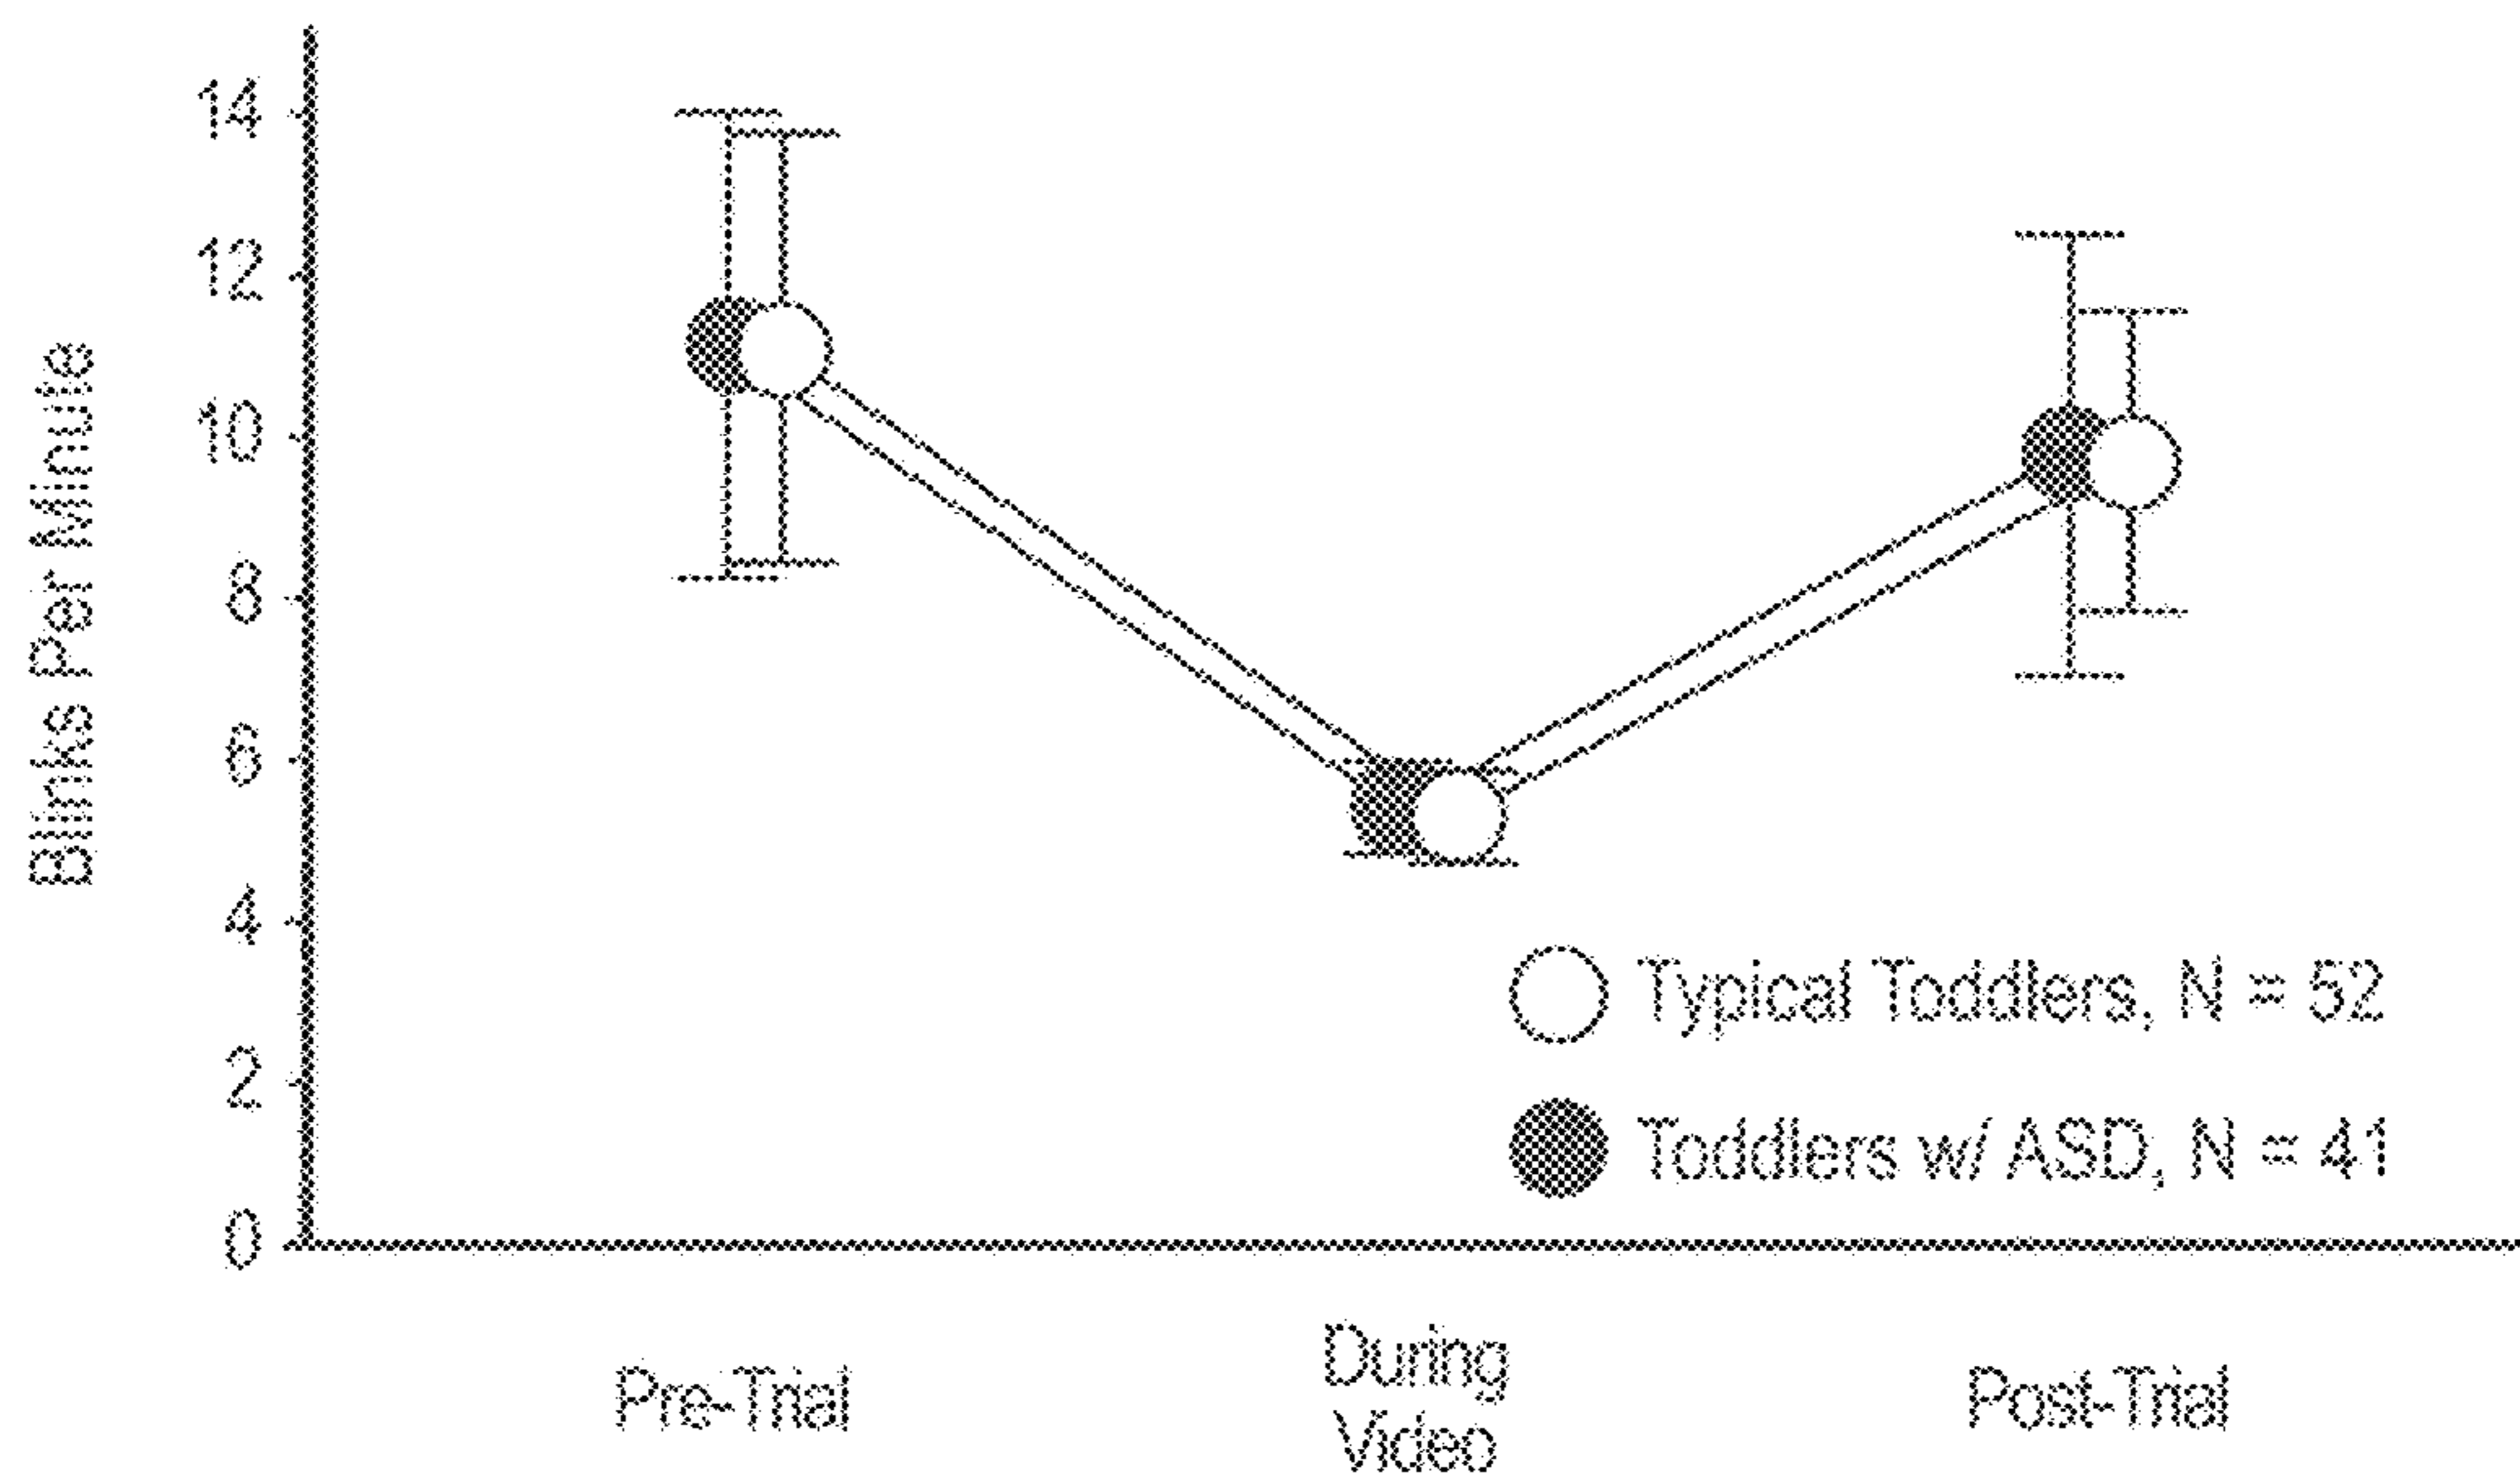 Blinks Per Minute
14
12
10
8
6
4
2
0
Typical Toddlers, N = 52
Toddlers w/ ASD, N = 41
Pre-Trial
During
Video
Post-Trial